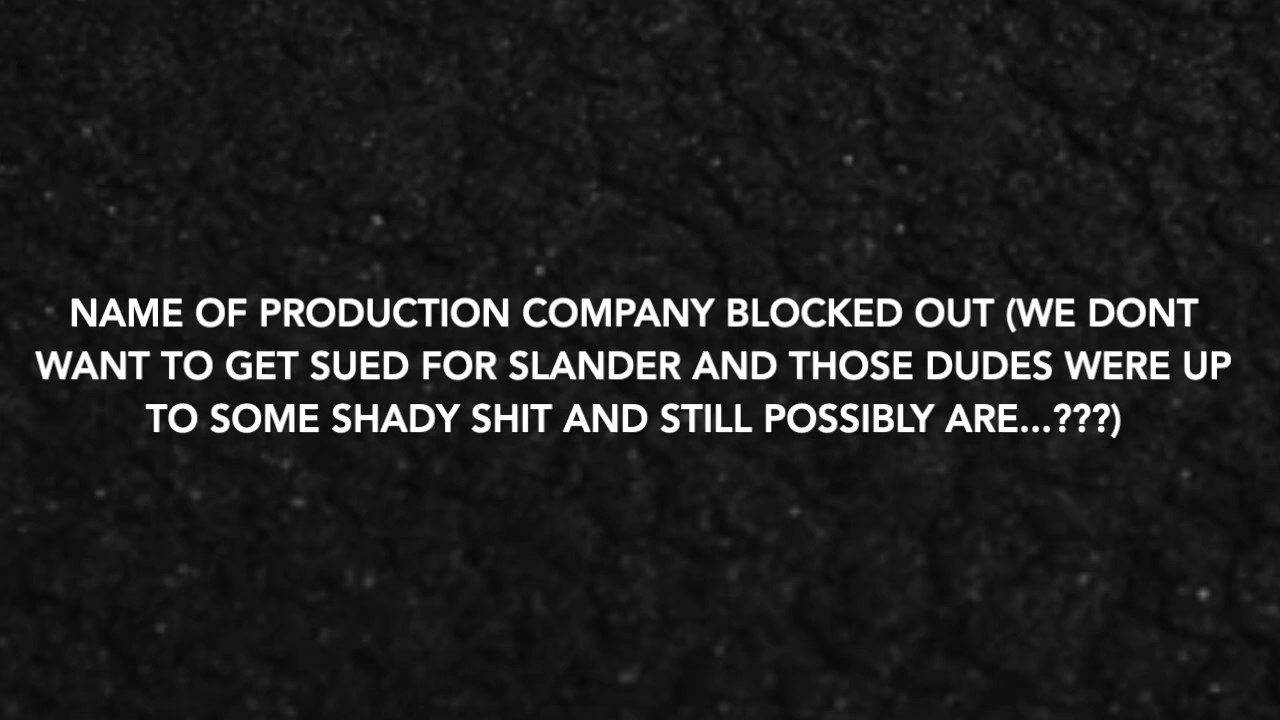 NAME OF PRODUCTION COMPANY BLOCKED OUT (WE DONT
WANT TO GET SUED FOR SLANDER AND THOSE DUDES WERE UP
TO SOME SHADY SHIT AND STILL POSSIBLY ARE...???)